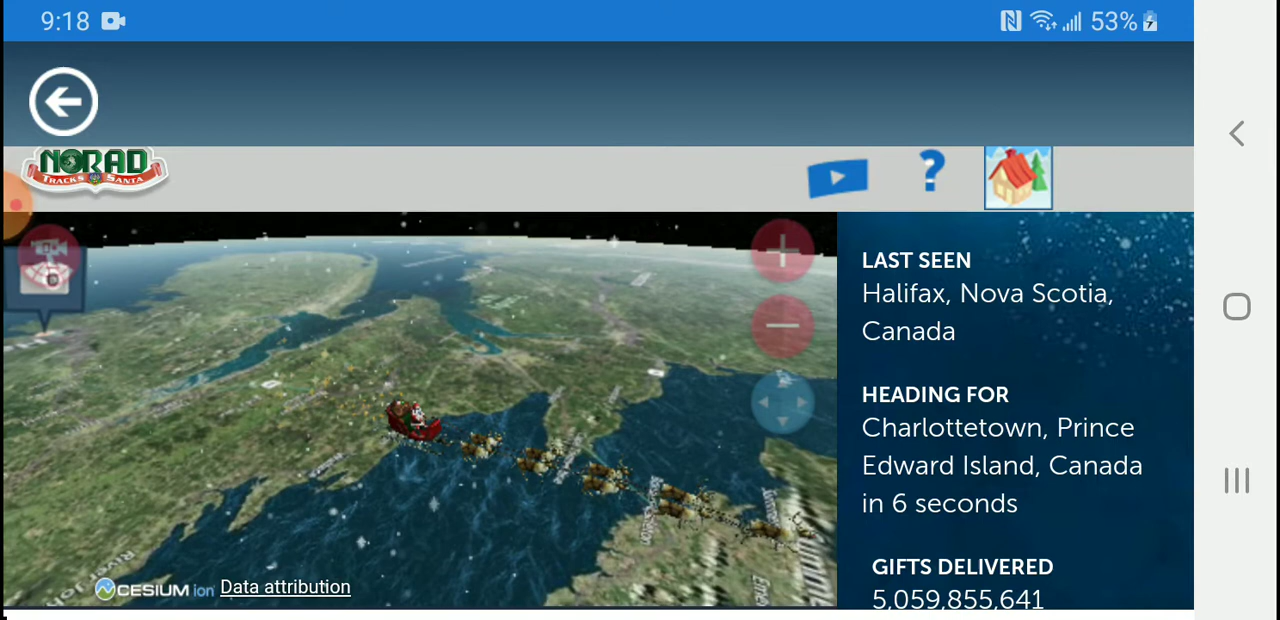 9:18
53%
NORAD
TRACKS SANTA
LAST SEEN
Halifax, Nova Scotia,
Canada
HEADING FOR
Charlottetown, Prince
Edward Island, Canada
in 6 seconds
GIFTS DELIVERED
5,059,855,641
CESIUM ion Data attribution